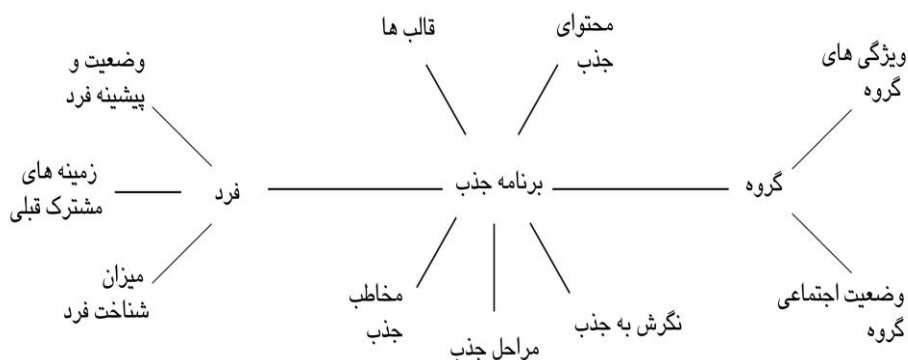 محتوای
جذب
قالب ها
ویژگی های
گروه
وضعیت و
پیشینه فرد
گروه
برنامه جذب
فرد
زمینه های
مشترک قبلی
وضعیت اجتماعی
گروه
نگرش به جذب
مراحل جذب
مخاطب
جذب
میزان
شناخت فرد